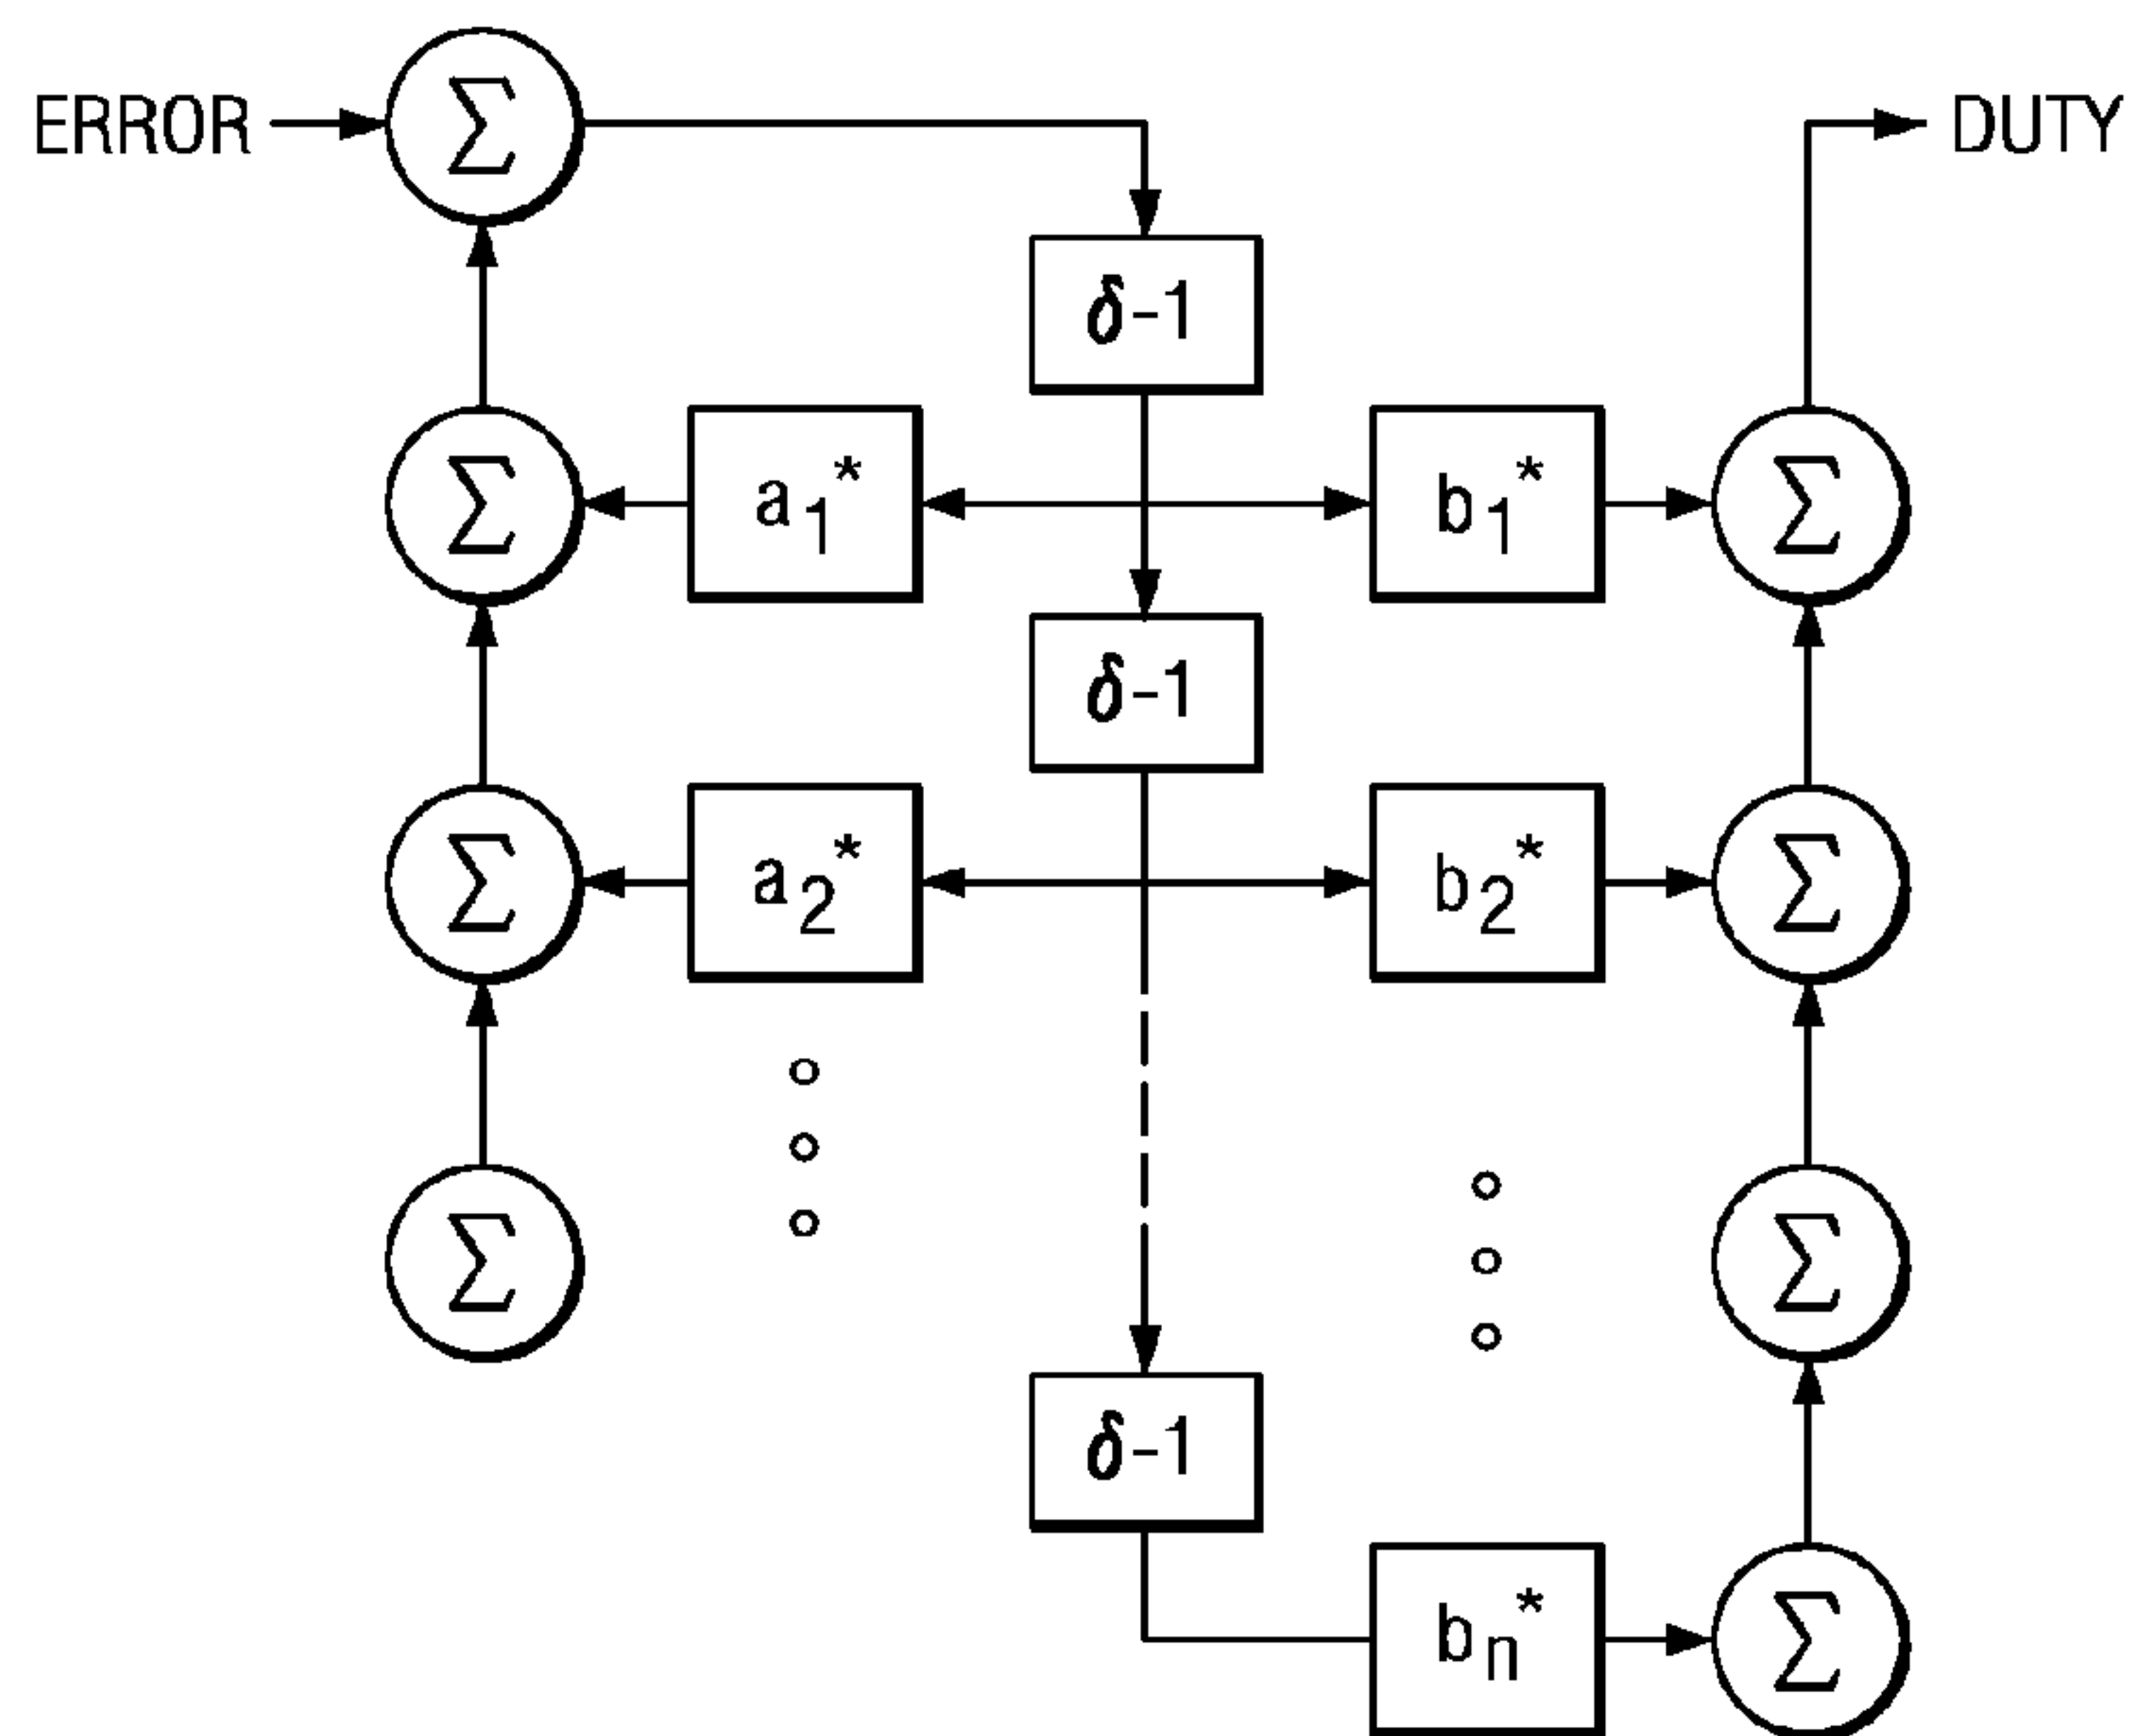 ERROR Σ DUTY
δ-1
Σ a1* b1* Σ
δ-1
Σ a2* b2* Σ
Σ Σ
δ-1
bn* Σ